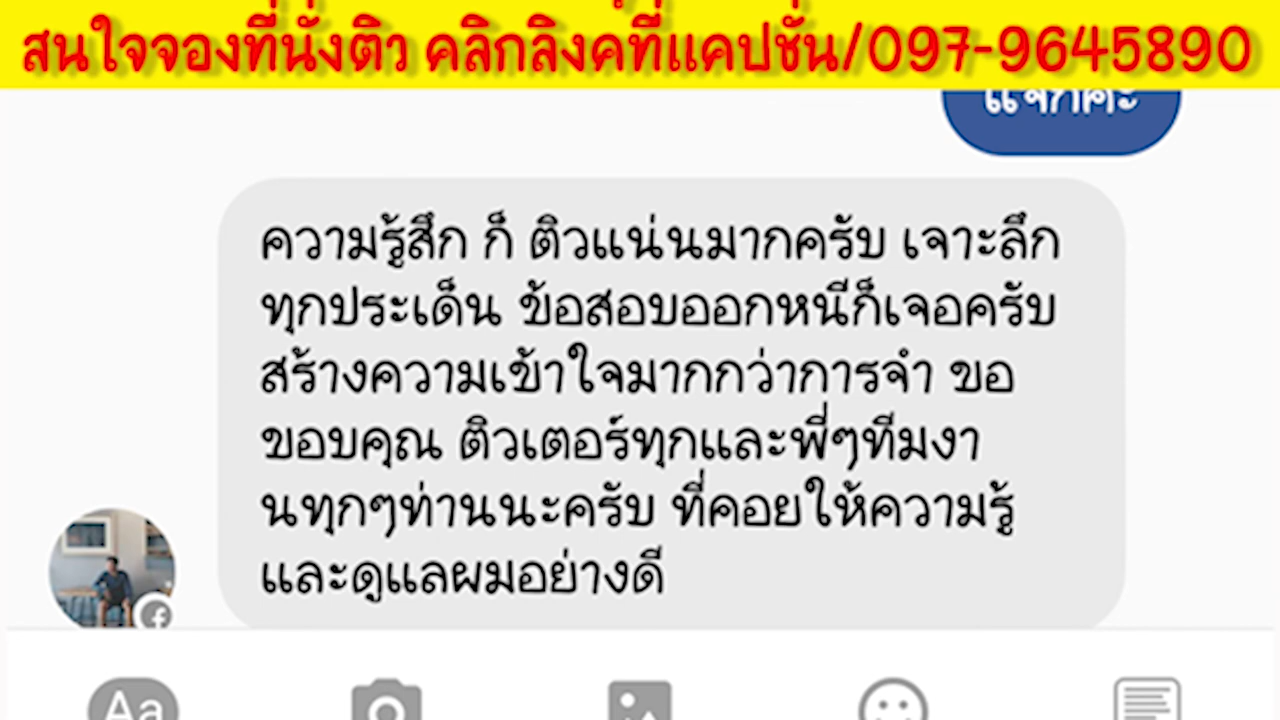 สนใจจองที่นั่งติว คลิกลิงค์ที่แคปชั่น/097-9645890
ความรู้สึก ก็ ติวแน่นมากครับ เจาะลึก
ทุกประเด็น ข้อสอบออกหนีก็เจอครับ
สร้างความเข้าใจมากกว่าการจำ ขอ
ขอบคุณ ติวเตอร์ทุกและพี่ๆทีมงา
นทุกๆท่านนะครับ ที่คอยให้ความรู้
และดูแลผมอย่างดี
Aa